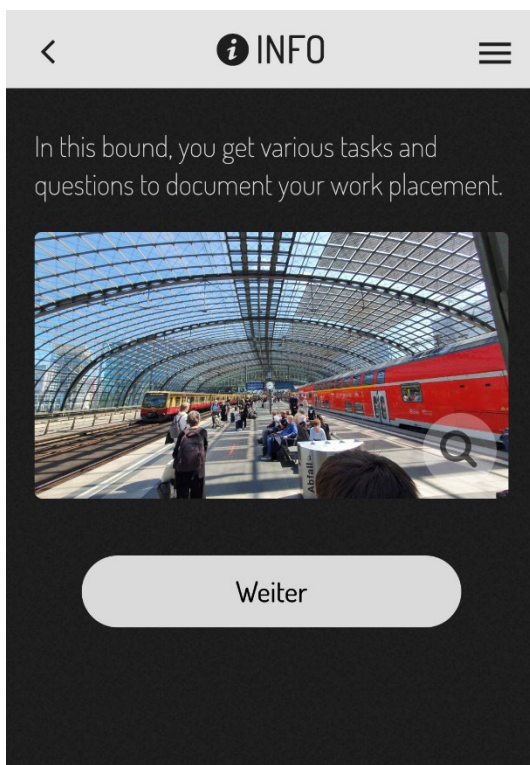 INFO
In this bound, you get various tasks and
questions to document your work placement.
Abfall
Weiter